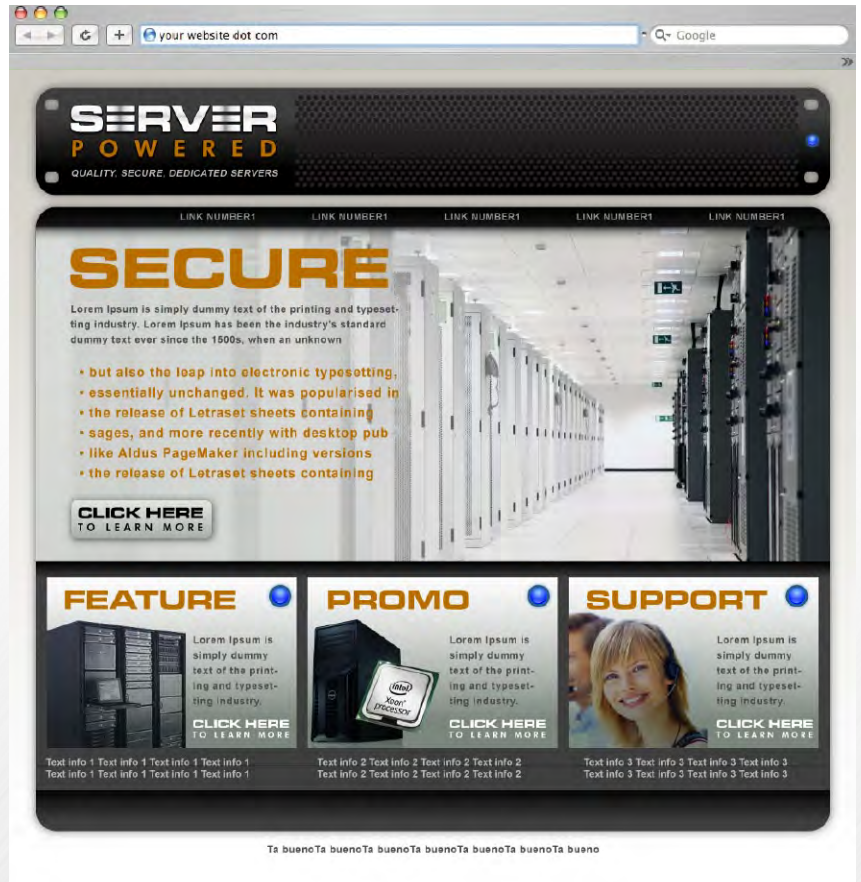 your website dot com
Google
SERVER
POWERED
QUALITY, SECURE, DEDICATED SERVERS
LINK NUMBER1 LINK NUMBER1 LINK NUMBER1 LINK NUMBER1 LINK NUMBER1
SECURE
Lorem Ipsum is simply dummy text of the printing and typeset-
ting industry. Lorem Ipsum has been the industry's standard
dummy text ever since the 1500s, when an unknown
• but also the leap into electronic typesetting,
• essentially unchanged. It was popularised in
• the release of Letraset sheets containing
• sages, and more recently with desktop pub
• like Aldus PageMaker including versions
• the release of Letraset sheets containing
CLICK HERE
TO LEARN MORE
FEATURE
Lorem Ipsum is
simply dummy
text of the print-
ing and typeset-
ting industry.
CLICK HERE
TO LEARN MORE
Text info 1 Text info 1 Text info 1 Text info 1
Text info 1 Text info 1 Text info 1 Text info 1
PROMO
intel
Xeon®
processor
Lorem Ipsum is
simply dummy
text of the print-
ing and typeset-
ting industry.
CLICK HERE
TO LEARN MORE
Text info 2 Text info 2 Text info 2 Text info 2
Text info 2 Text info 2 Text info 2 Text info 2
SUPPORT
Lorem Ipsum is
simply dummy
text of the print-
ing and typeset-
ting industry.
CLICK HERE
TO LEARN MORE
Text info 3 Text info 3 Text info 3 Text info 3
Text info 3 Text info 3 Text info 3 Text info 3
Ta buenoTa buenoTa buenoTa buenoTa buenoTa buenoTa bueno